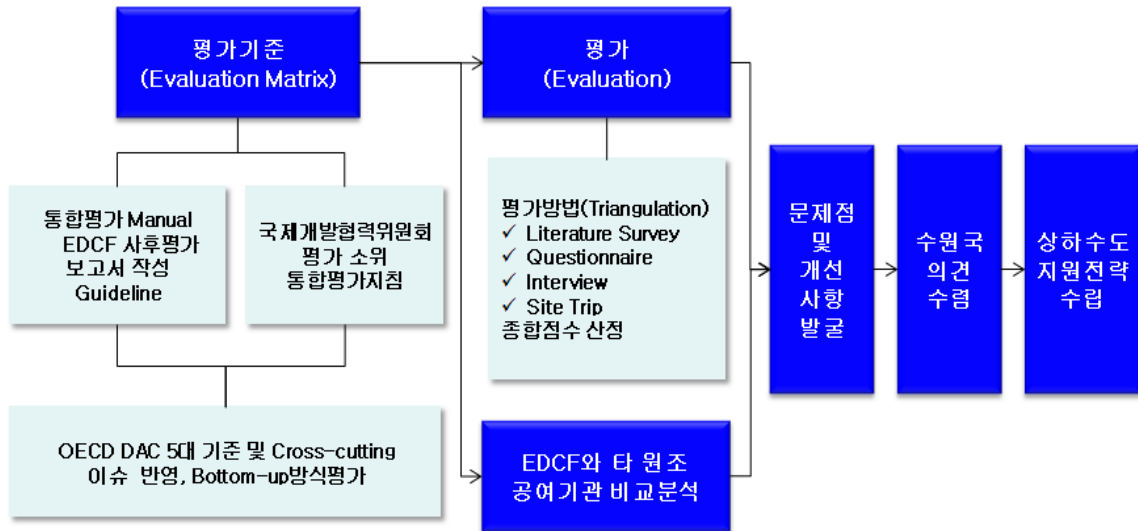 평가기준
(Evaluation Matrix)
통합평가 Manual
EDCF 사후평가
보고서 작성
Guideline
국제개발협력위원회
평가 소위
통합평가지침
OECD DAC 5대 기준 및 Cross-cutting
이슈 반영, Bottom-up방식평가
평가
(Evaluation)
평가방법(Triangulation)
✓ Literature Survey
✓ Questionnaire
✓ Interview
✓ Site Trip
종합점수 산정
EDCF와 타 원조
공여기관 비교분석
문제점
및
개선
사항
발굴
수원국
의견
수렴
상하수도
지원전략
수립